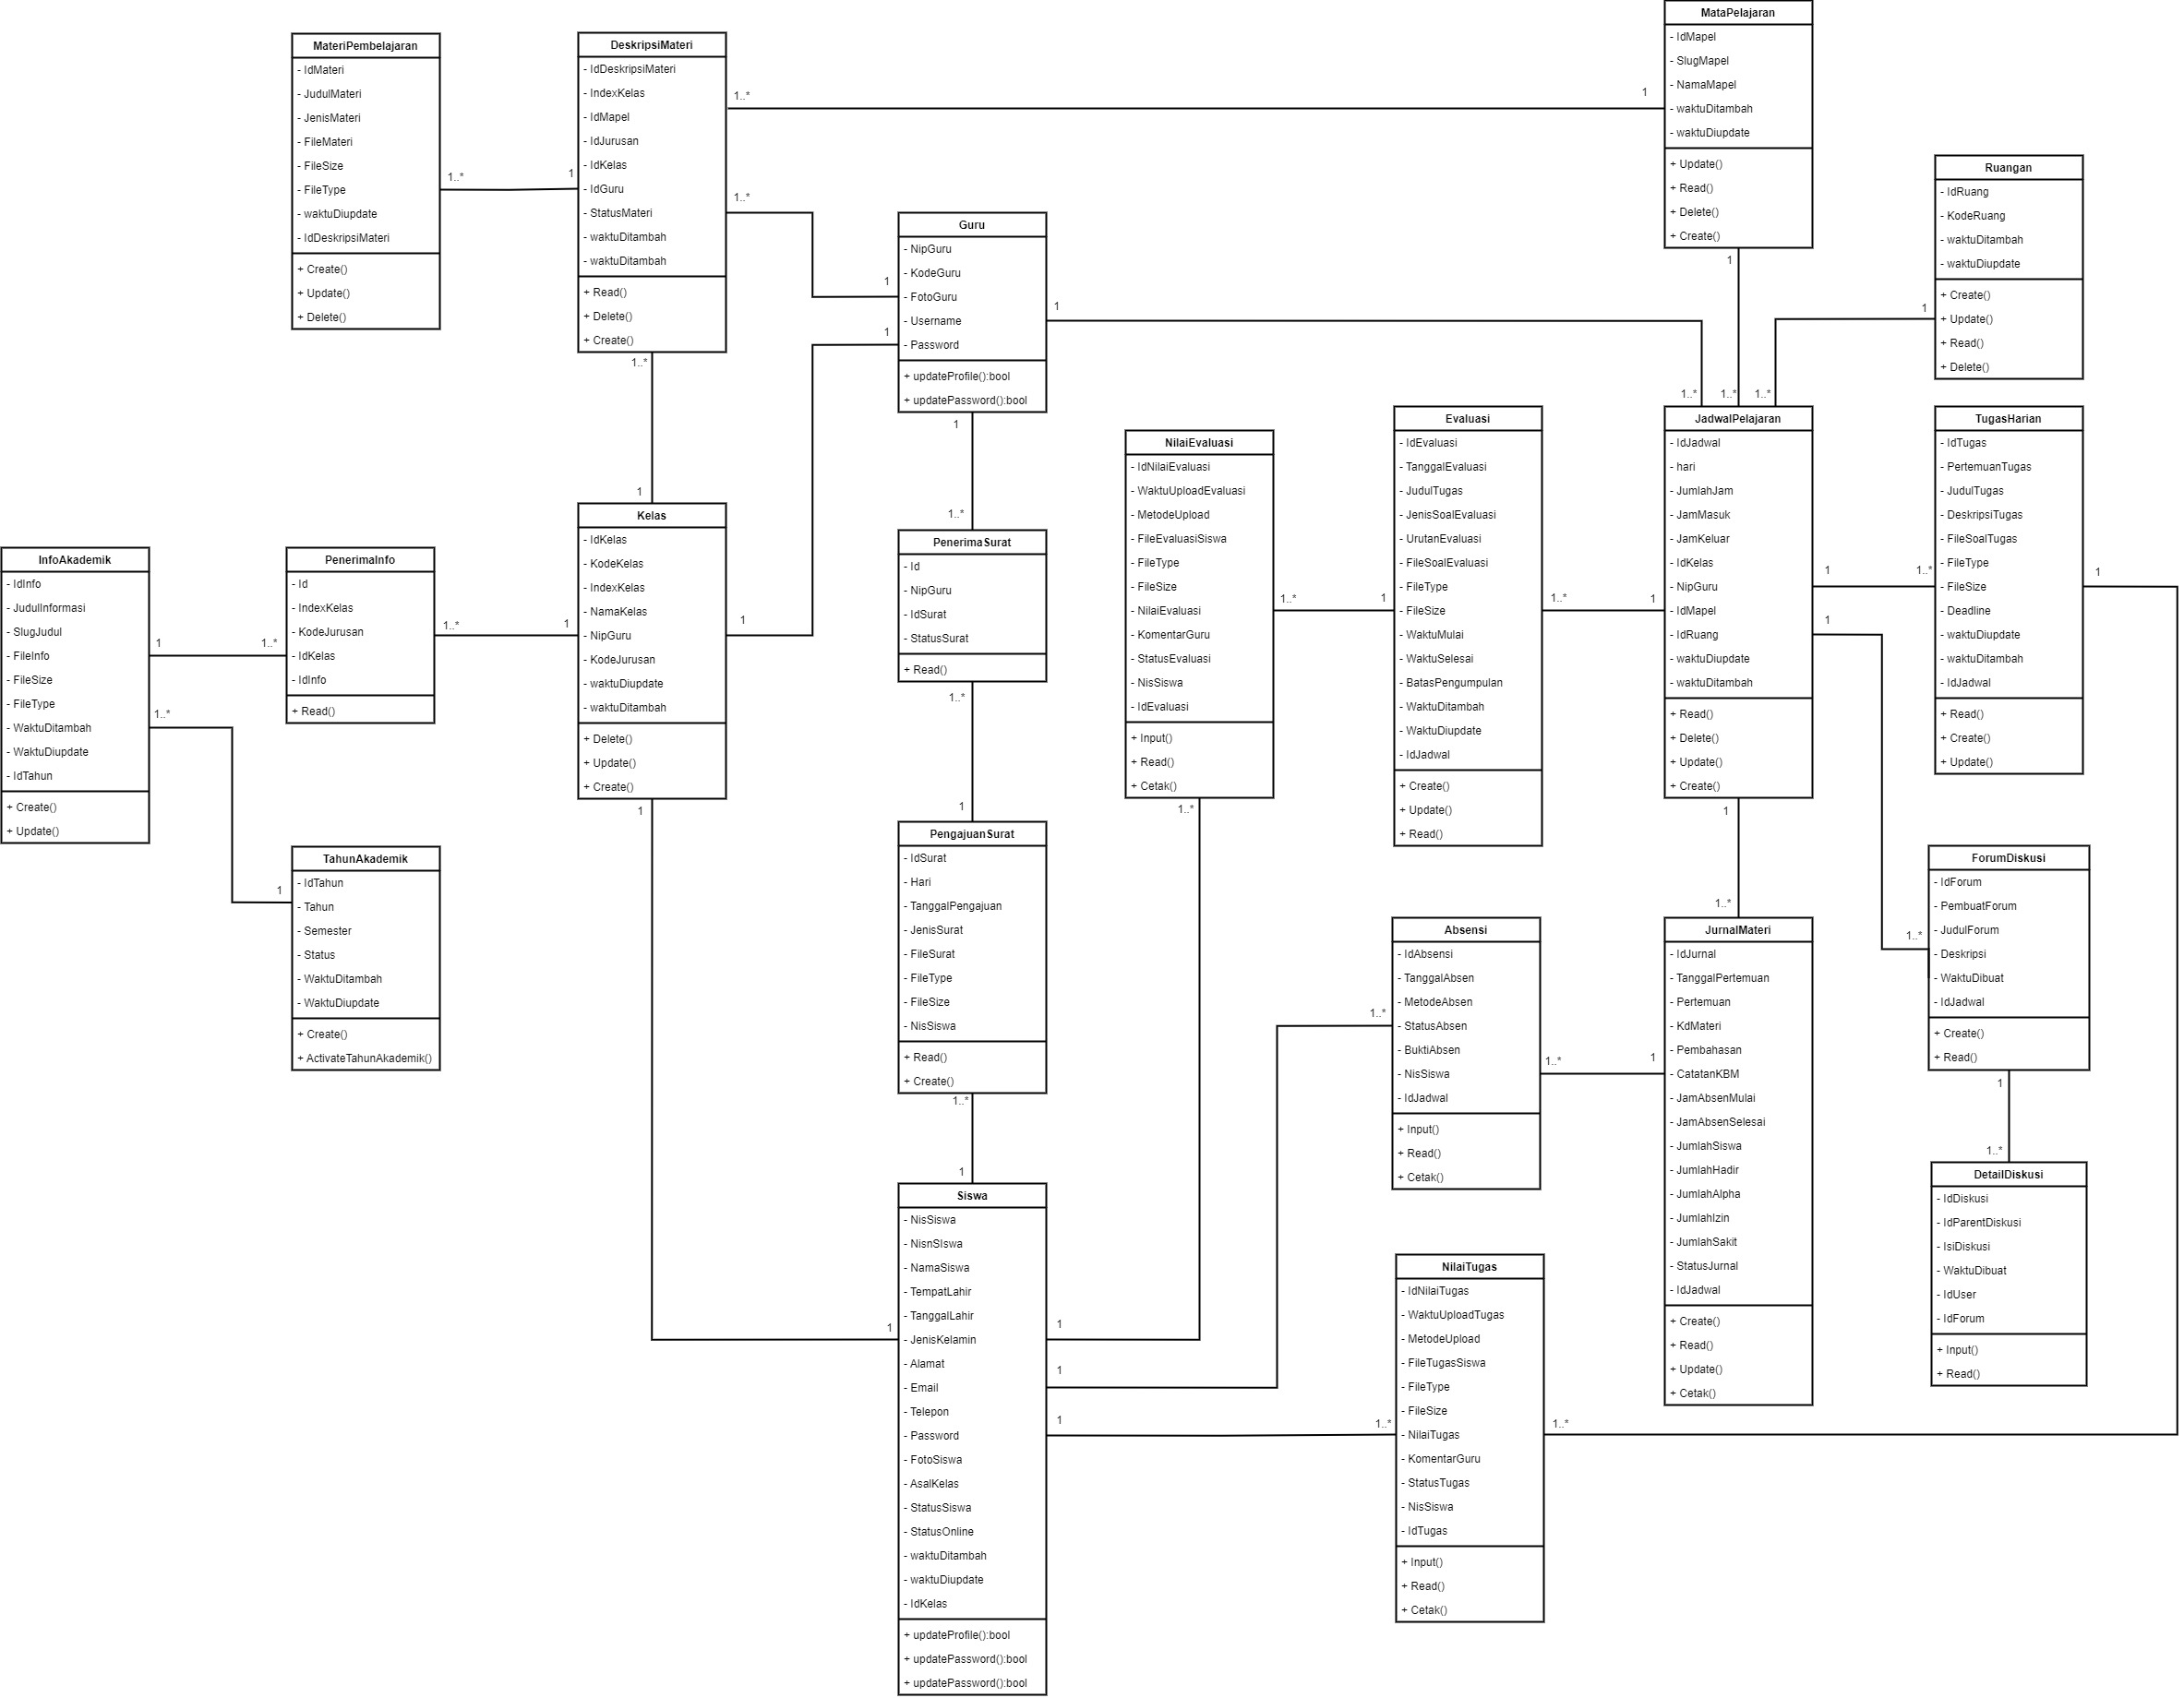 MateriPembelajaran
- IdMateri
- JudulMateri
- JenisMateri
- FileMateri
- FileSize
- FileType
- waktuDiupdate
- IdDeskripsiMateri
+ Create()
+ Update()
+ Delete()
1..*
1
DeskripsiMateri
- IdDeskripsiMateri
- IndexKelas
- IdMapel
- IdJurusan
- IdKelas
- IdGuru
- StatusMateri
- waktuDitambah
- waktuDitambah
+ Read()
+ Delete()
+ Create()
1..*
1
1..*
1
1..*
1
MataPelajaran
- IdMapel
- SlugMapel
- NamaMapel
- waktuDitambah
- waktuDiupdate
+ Update()
+ Read()
+ Delete()
+ Create()
1
1..*
Ruangan
- IdRuang
- KodeRuang
- waktuDitambah
- waktuDiupdate
+ Create()
+ Update()
+ Read()
+ Delete()
1
1..*
Guru
- NipGuru
- KodeGuru
- FotoGuru
- Username
- Password
+ updateProfile():bool
+ updatePassword():bool
1
1..*
1
1
1..*
InfoAkademik
- IdInfo
- JudulInformasi
- SlugJudul
- FileInfo
- FileSize
- FileType
- WaktuDitambah
- WaktuDiupdate
- IdTahun
+ Create()
+ Update()
1
1..*
1..*
1
PenerimaInfo
- Id
- IndexKelas
- KodeJurusan
- IdKelas
- IdInfo
+ Read()
1..*
1
TahunAkademik
- IdTahun
- Tahun
- Semester
- Status
- WaktuDitambah
- WaktuDiupdate
+ Create()
+ ActivateTahunAkademik()
Kelas
- IdKelas
- KodeKelas
- IndexKelas
- NamaKelas
- NipGuru
- KodeJurusan
- waktuDiupdate
- waktuDitambah
+ Delete()
+ Update()
+ Create()
1
1
1
PenerimaSurat
- Id
- NipGuru
- IdSurat
- StatusSurat
+ Read()
1..*
1
PengajuanSurat
- IdSurat
- Hari
- TanggalPengajuan
- JenisSurat
- FileSurat
- FileType
- FileSize
- NisSiswa
+ Read()
+ Create()
1..*
1
Siswa
- NisSiswa
- NisnSIswa
- NamaSiswa
- TempatLahir
- TanggalLahir
- JenisKelamin
- Alamat
- Email
- Telepon
- Password
- FotoSiswa
- AsalKelas
- StatusSiswa
- StatusOnline
- waktuDitambah
- waktuDiupdate
- IdKelas
+ updateProfile():bool
+ updatePassword():bool
+ updatePassword():bool
1
1
1
NilaiEvaluasi
- IdNilaiEvaluasi
- WaktuUploadEvaluasi
- MetodeUpload
- FileEvaluasiSiswa
- FileType
- FileSize
- NilaiEvaluasi
- KomentarGuru
- StatusEvaluasi
- NisSiswa
- IdEvaluasi
+ Input()
+ Read()
+ Cetak()
1..*
1..*
1
Evaluasi
- IdEvaluasi
- TanggalEvaluasi
- JudulTugas
- JenisSoalEvaluasi
- UrutanEvaluasi
- FileSoalEvaluasi
- FileType
- FileSize
- WaktuMulai
- WaktuSelesai
- BatasPengumpulan
- WaktuDitambah
- WaktuDiupdate
- IdJadwal
+ Create()
+ Update()
+ Read()
1..*
1
JadwalPelajaran
- IdJadwal
- hari
- JumlahJam
- JamMasuk
- JamKeluar
- IdKelas
- NipGuru
- IdMapel
- IdRuang
- waktuDiupdate
- waktuDitambah
+ Read()
+ Delete()
+ Update()
+ Create()
1
1..*
1
1..*
1
1..*
TugasHarian
- IdTugas
- PertemuanTugas
- JudulTugas
- DeskripsiTugas
- FileSoalTugas
- FileType
- FileSize
- Deadline
- waktuDiupdate
- waktuDitambah
- IdJadwal
+ Read()
+ Create()
+ Update()
1
ForumDiskusi
- IdForum
- PembuatForum
- JudulForum
- Deskripsi
- WaktuDibuat
- IdJadwal
+ Create()
+ Read()
1
1..*
DetailDiskusi
- IdDiskusi
- IdParentDiskusi
- IsiDiskusi
- WaktuDibuat
- IdUser
- IdForum
+ Input()
+ Read()
Absensi
- IdAbsensi
- TanggalAbsen
- MetodeAbsen
- StatusAbsen
- BuktiAbsen
- NisSiswa
- IdJadwal
+ Input()
+ Read()
+ Cetak()
1..*
1..*
1
JurnalMateri
- IdJurnal
- TanggalPertemuan
- Pertemuan
- KdMateri
- Pembahasan
- CatatanKBM
- JamAbsenMulai
- JamAbsenSelesai
- JumlahSiswa
- JumlahHadir
- JumlahAlpha
- JumlahIzin
- JumlahSakit
- StatusJurnal
- IdJadwal
+ Create()
+ Read()
+ Update()
+ Cetak()
NilaiTugas
- IdNilaiTugas
- WaktuUploadTugas
- MetodeUpload
- FileTugasSiswa
- FileType
- FileSize
- NilaiTugas
- KomentarGuru
- StatusTugas
- NisSiswa
- IdTugas
+ Input()
+ Read()
+ Cetak()
1..*
1..*
1